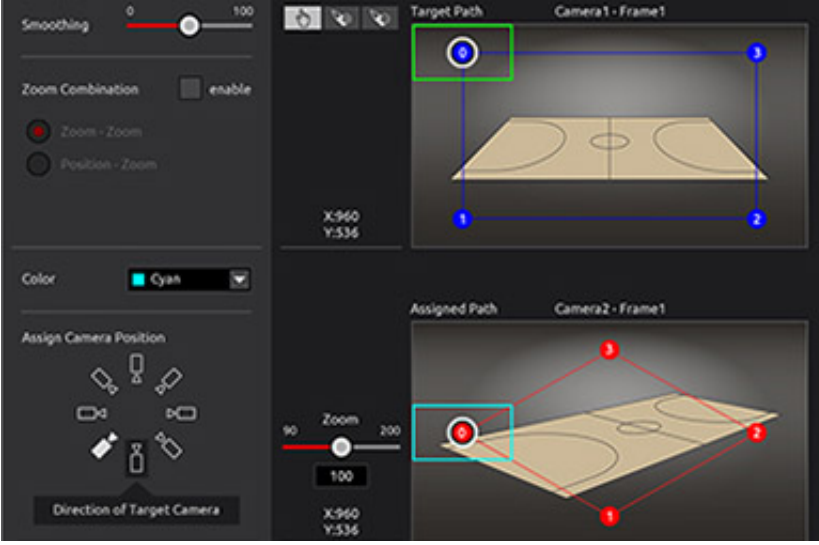 Smoothing
0
100
Zoom Combination
enable
Zoom - Zoom
Position - Zoom
Color
Cyan
Assign Camera Position
Direction of Target Camera
X:960
Y:536
Zoom
90
200
100
X:960
Y:536
Target Path
Camera1 - Frame1
0
3
1
2
Assigned Path
Camera2 - Frame1
3
0
2
1